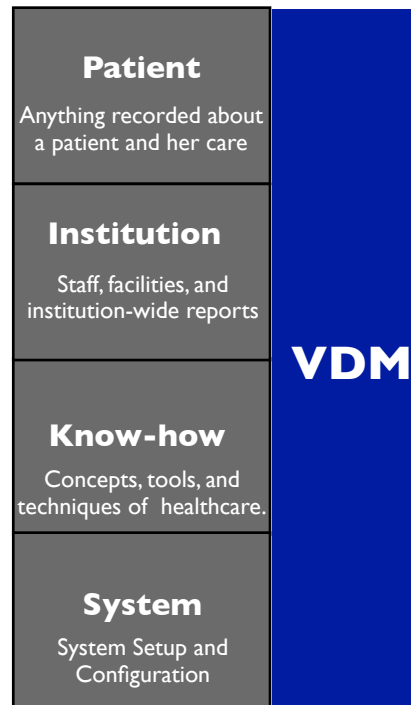 Patient
Anything recorded about
a patient and her care
Institution
Staff, facilities, and
institution-wide reports
VDM
Know-how
Concepts, tools, and
techniques of healthcare.
System
System Setup and
Configuration